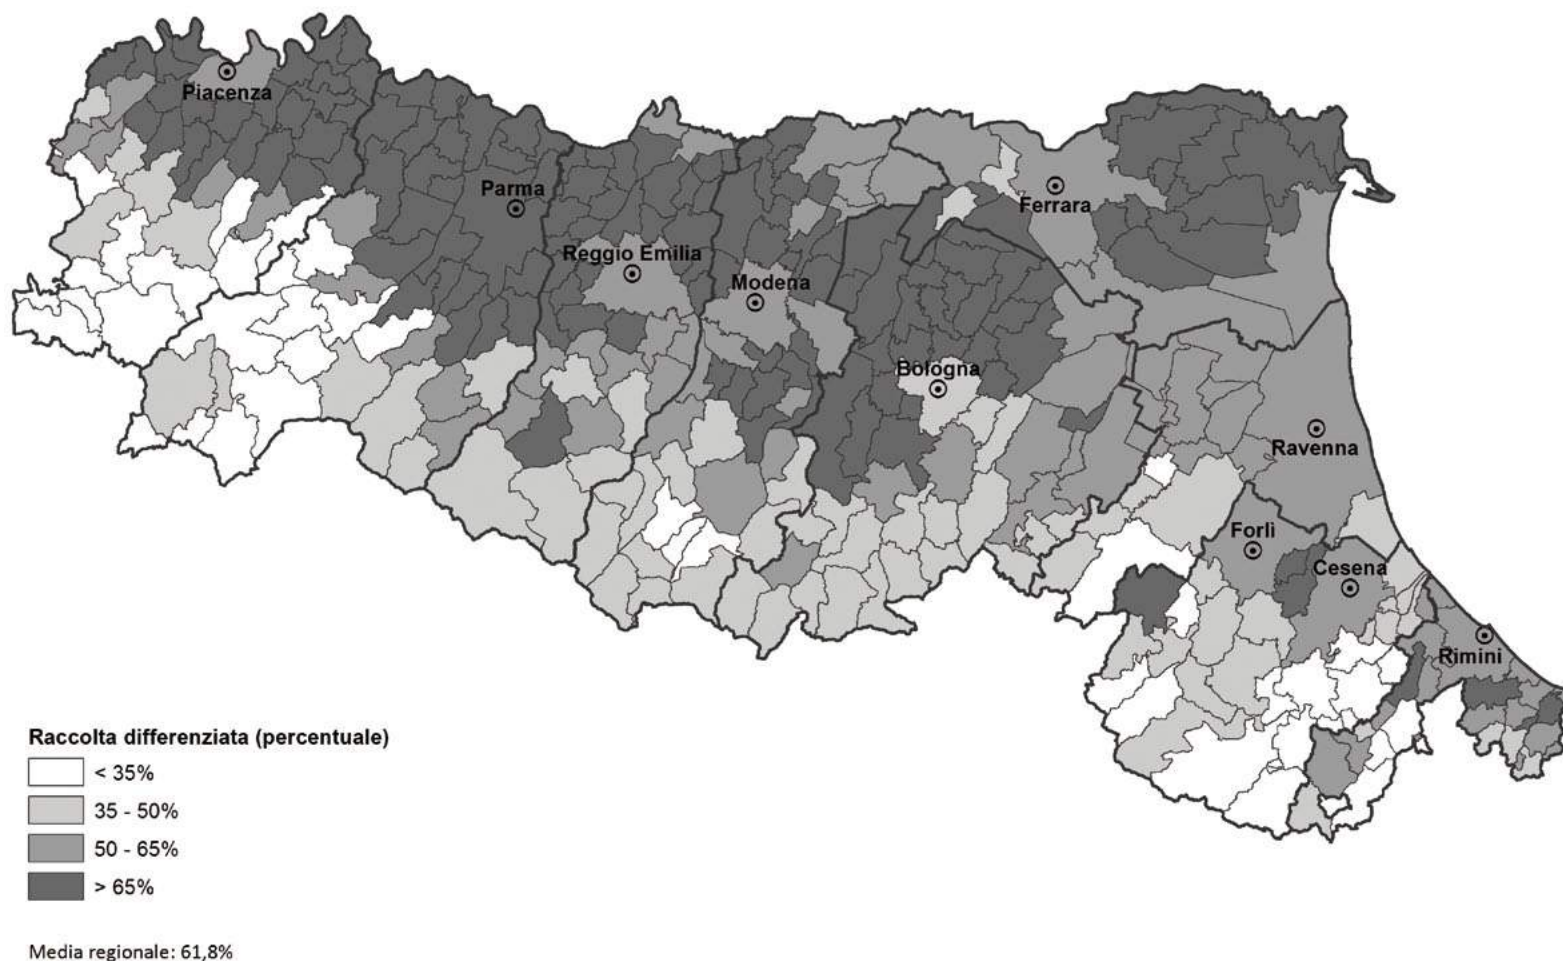 Piacenza
Parma
Ferrara
Reggio Emilia
Modena
Bologna
Ravenna
Forlì
Cesena
Rimini
Raccolta differenziata (percentuale)
< 35%
35 - 50%
50 - 65%
> 65%
Media regionale: 61,8%